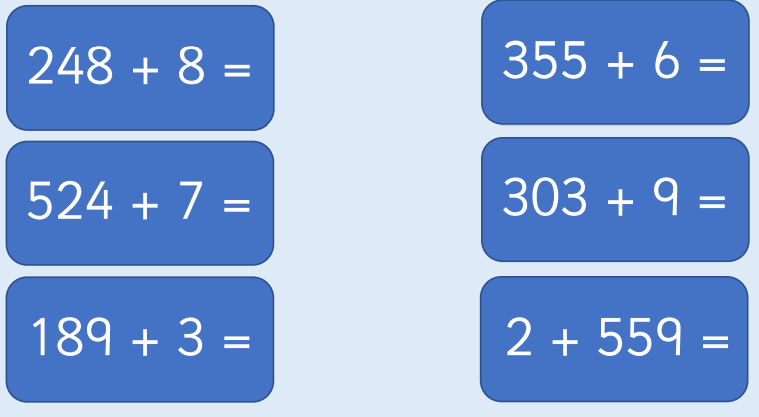 248 + 8 =
355 + 6 =
524 + 7 =
303 + 9 =
189 + 3 =
2 + 559 =